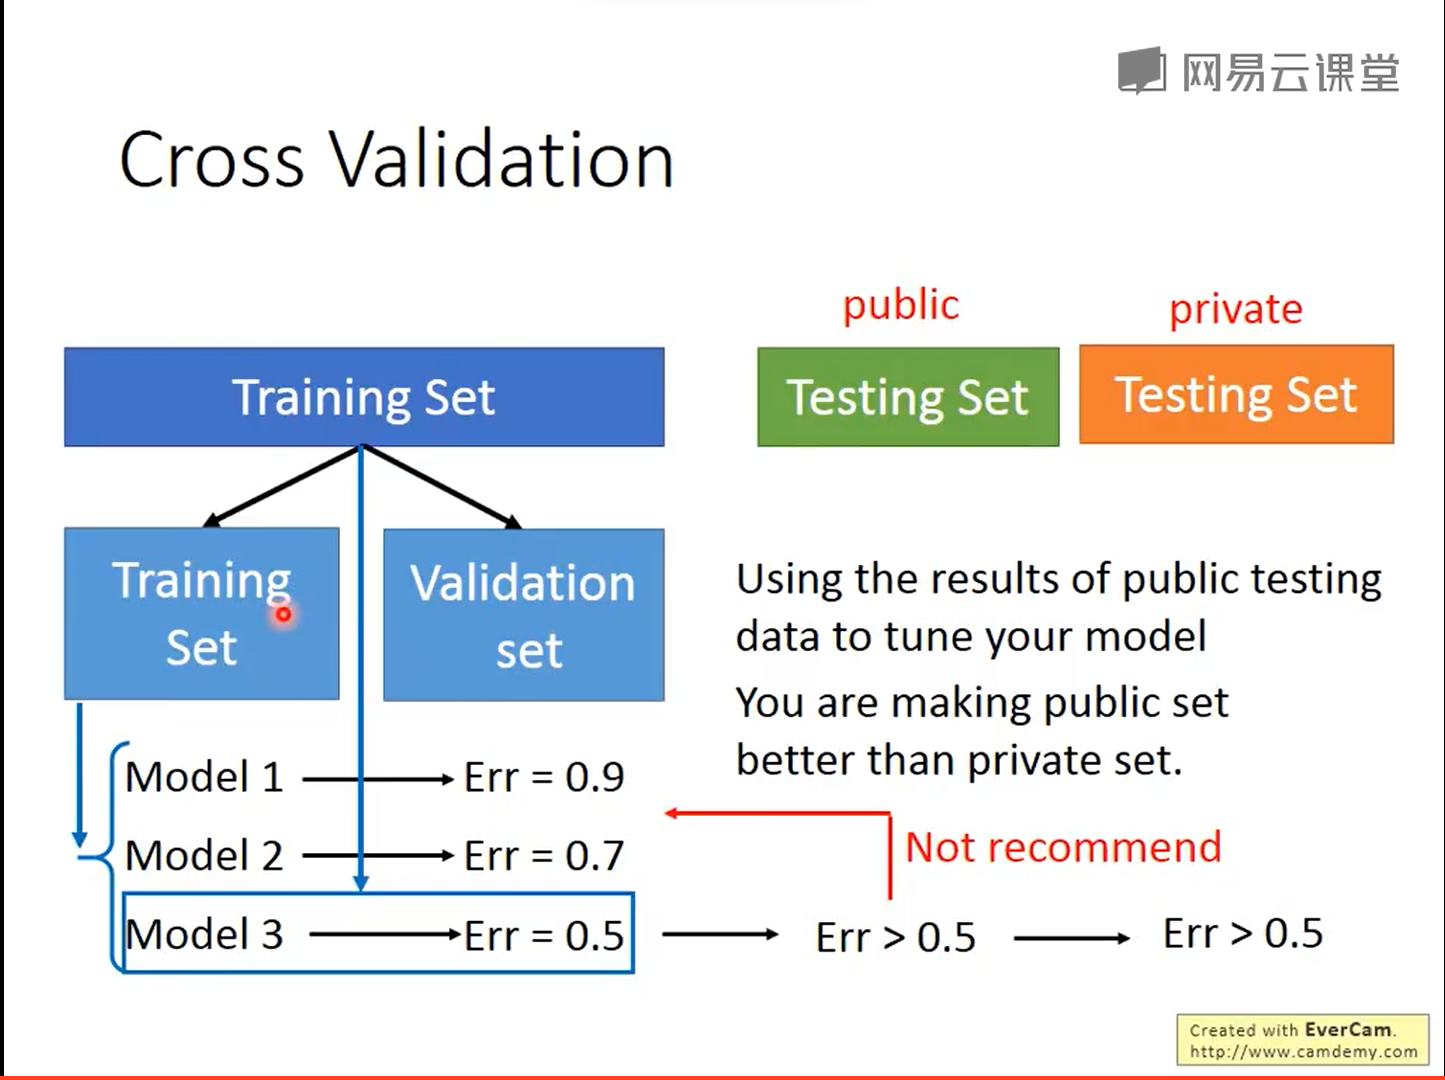 网易云课堂
Cross Validation
public
private
Training Set
Testing Set
Testing Set
Training
Set
Validation
set
Using the results of public testing
data to tune your model
You are making public set
better than private set.
Model 1
Err = 0.9
Model 2
Err = 0.7
Not recommend
Model 3
Err = 0.5
Err > 0.5
Err > 0.5
Created with EverCam.
http://www.camdemy.com